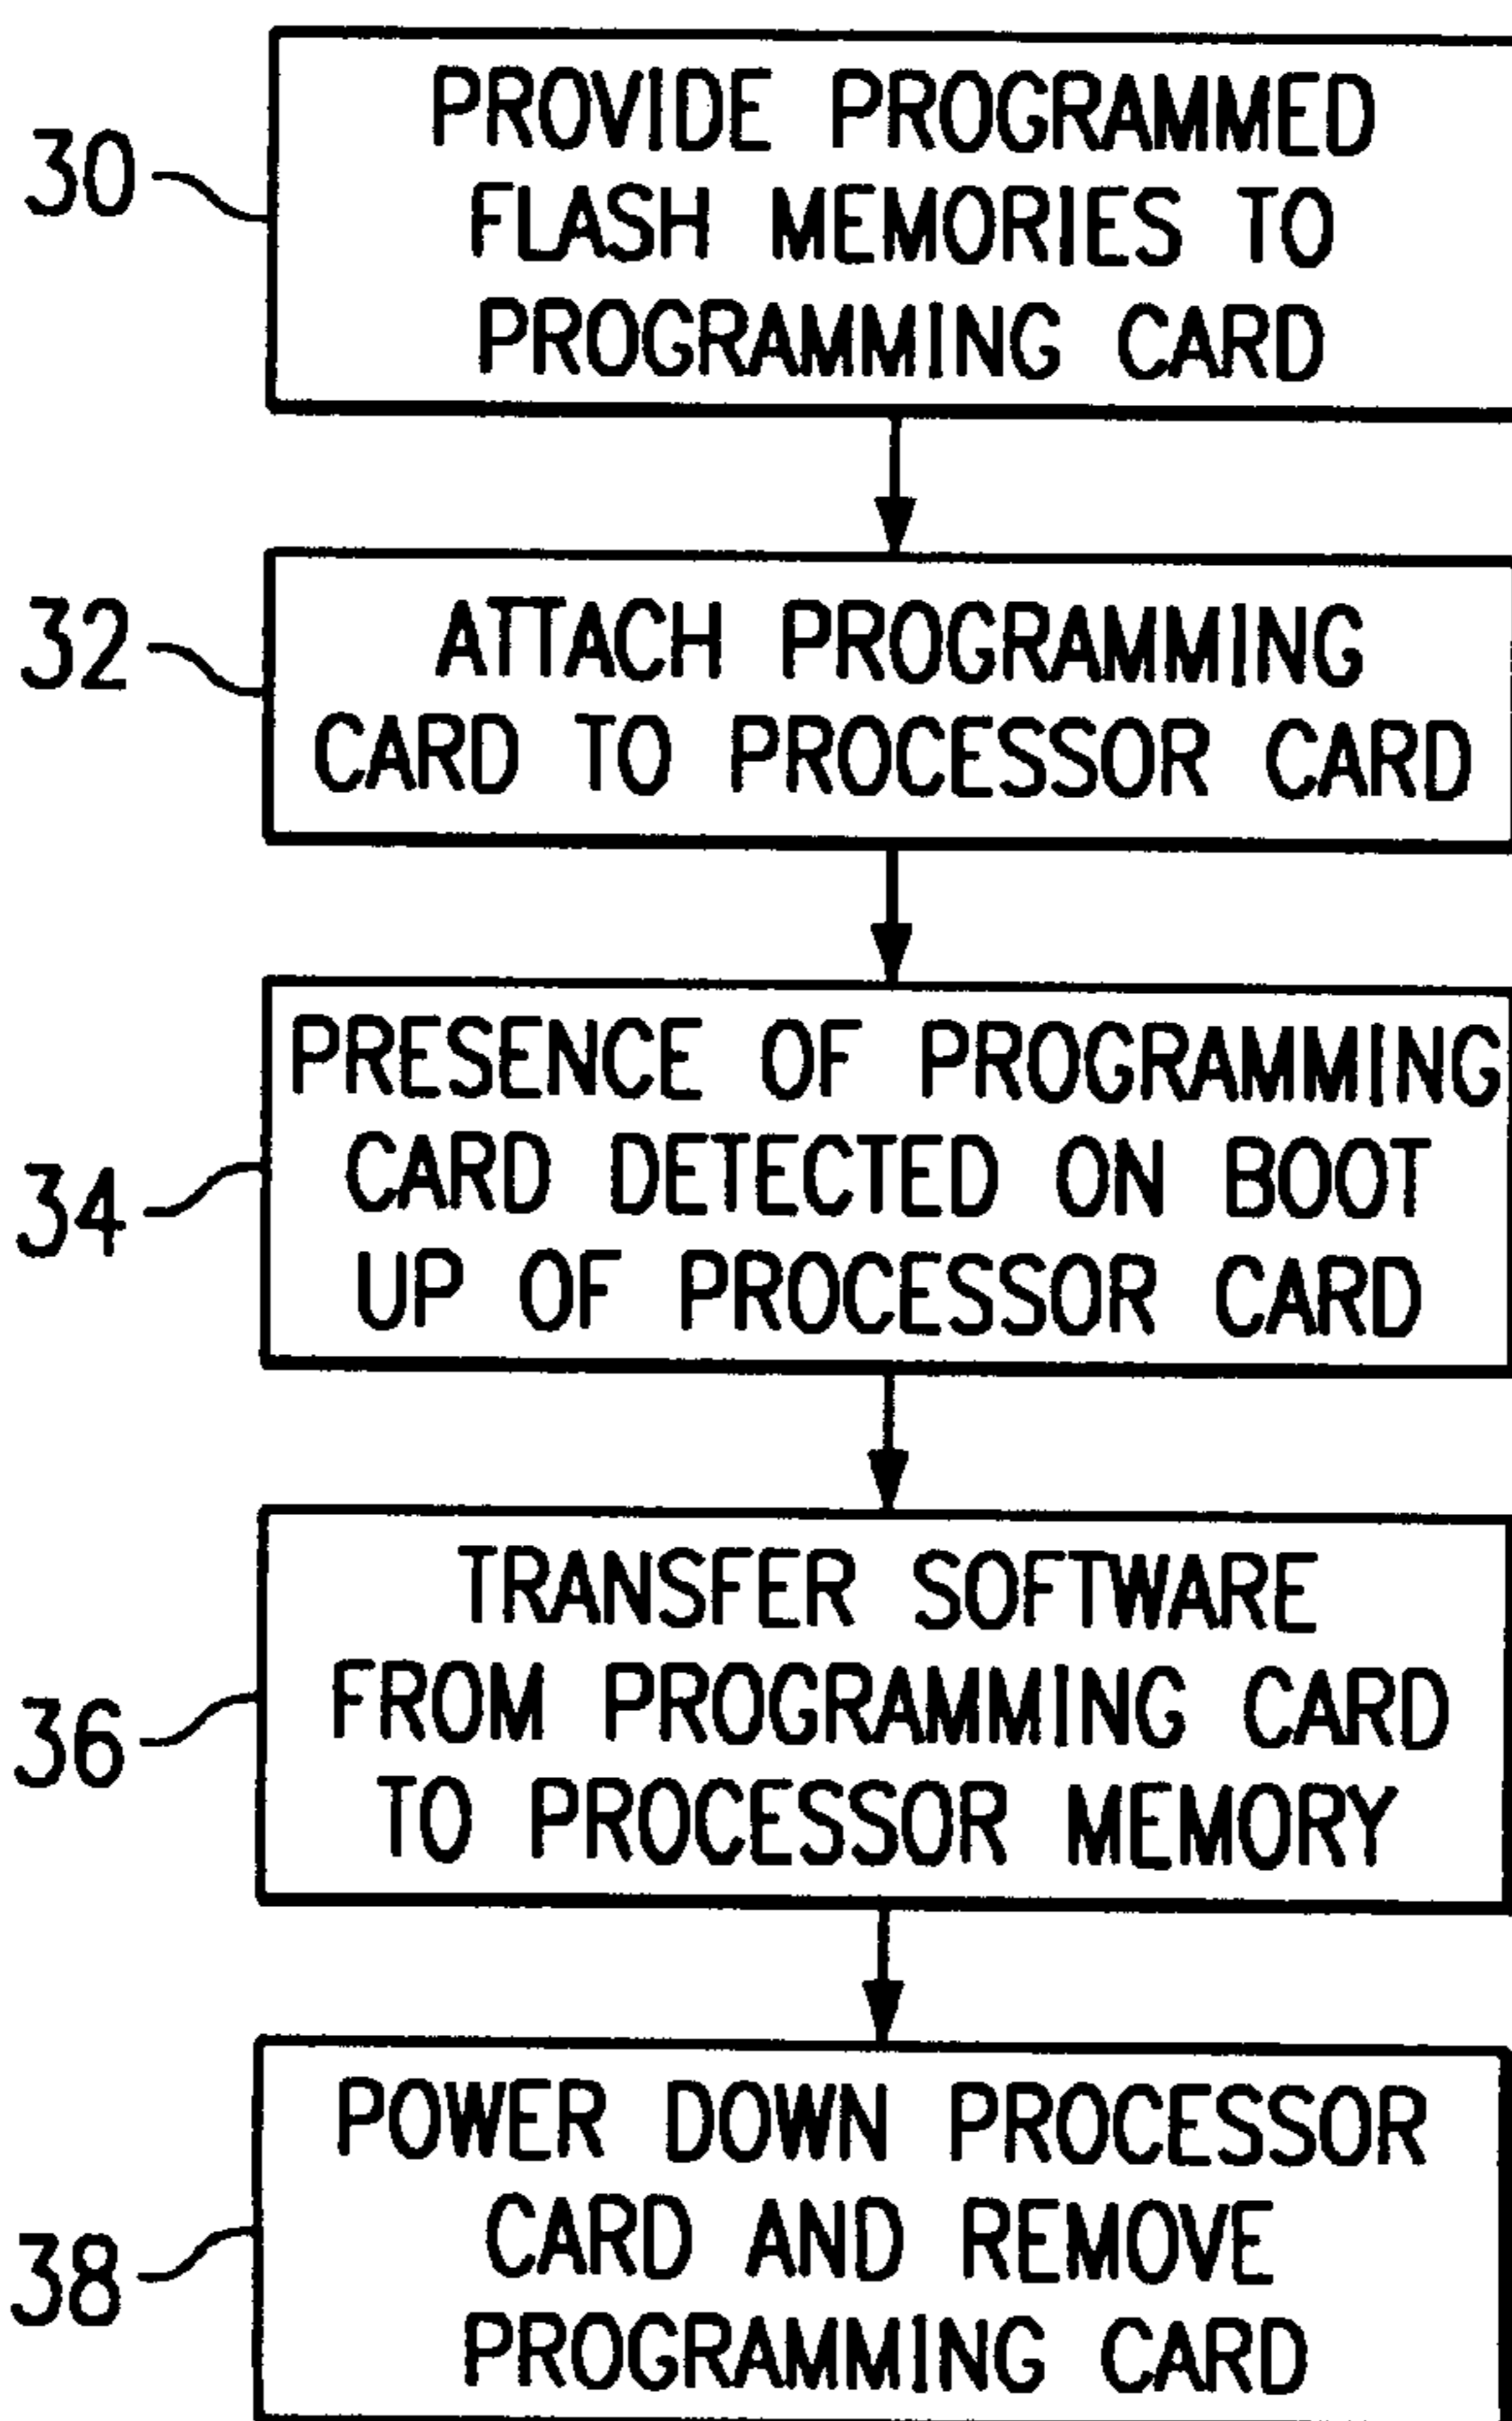 30
PROVIDE PROGRAMMED
FLASH MEMORIES TO
PROGRAMMING CARD
32
ATTACH PROGRAMMING
CARD TO PROCESSOR CARD
34
PRESENCE OF PROGRAMMING
CARD DETECTED ON BOOT
UP OF PROCESSOR CARD
36
TRANSFER SOFTWARE
FROM PROGRAMMING CARD
TO PROCESSOR MEMORY
38
POWER DOWN PROCESSOR
CARD AND REMOVE
PROGRAMMING CARD